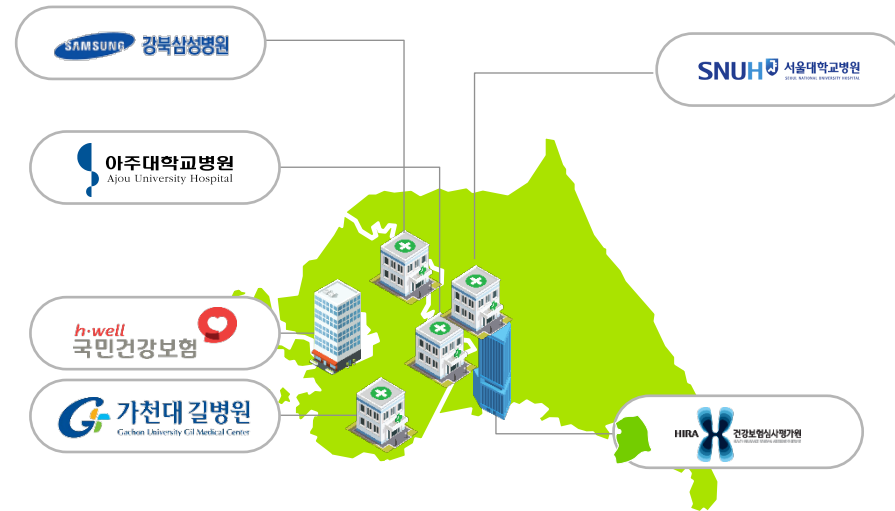 SAMSUNG 강북삼성병원
SNUH 서울대학교병원
SEOUL NATIONAL UNIVERSITY HOSPITAL
아주대학교병원
Ajou University Hospital
h·well
국민건강보험
가천대 길병원
Gachon University Gil Medical Center
HIRA 건강보험심사평가원